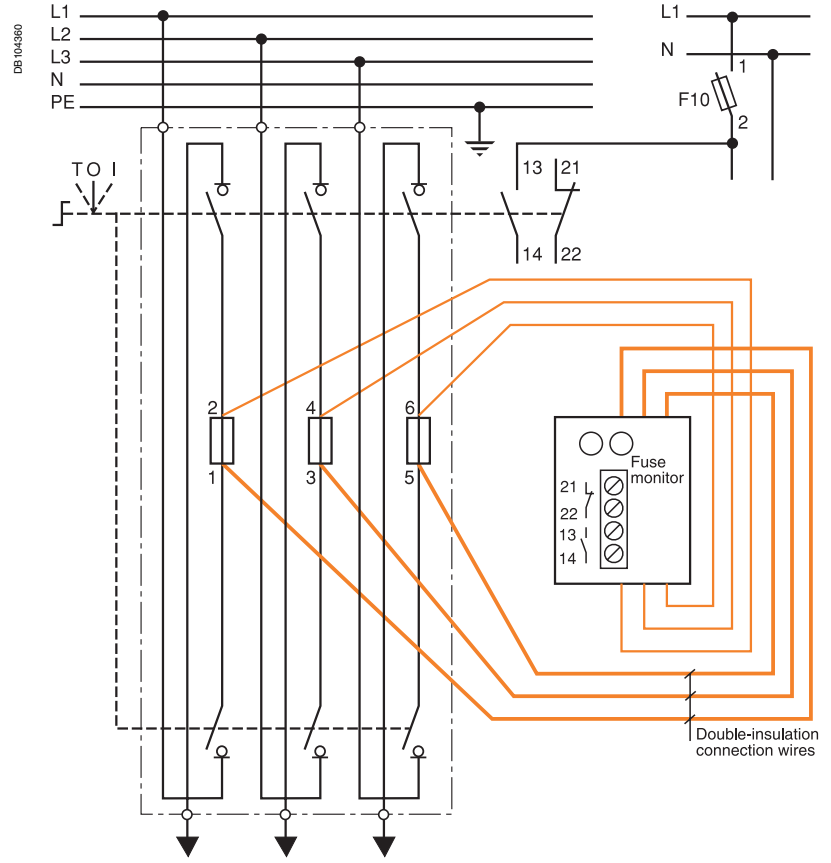 DB104360
L1
L2
L3
N
PE
L1
N
1
F10
2
T O I
13 21
14 22
2 4 6
1 3 5
Fuse
monitor
21
22
13
14
Double-insulation
connection wires